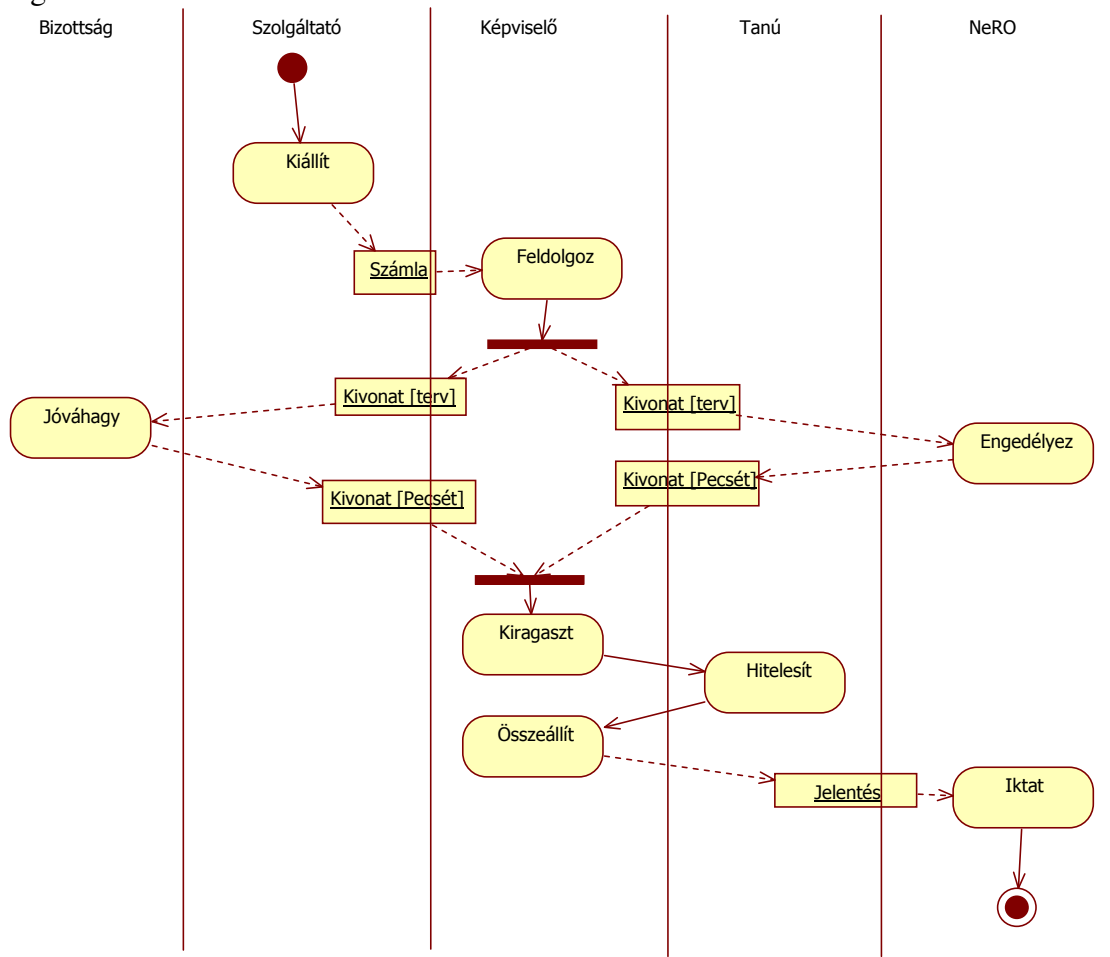 Bizottság
Szolgáltató
Képviselő
Tanú
NeRO
Kiállít
Számla
Feldolgoz
Kivonat [terv]
Kivonat [terv]
Jóváhagy
Engedélyez
Kivonat [Pecsét]
Kivonat [Pecsét]
Kiragaszt
Hitelesít
Összeállít
Jelentés
Iktat